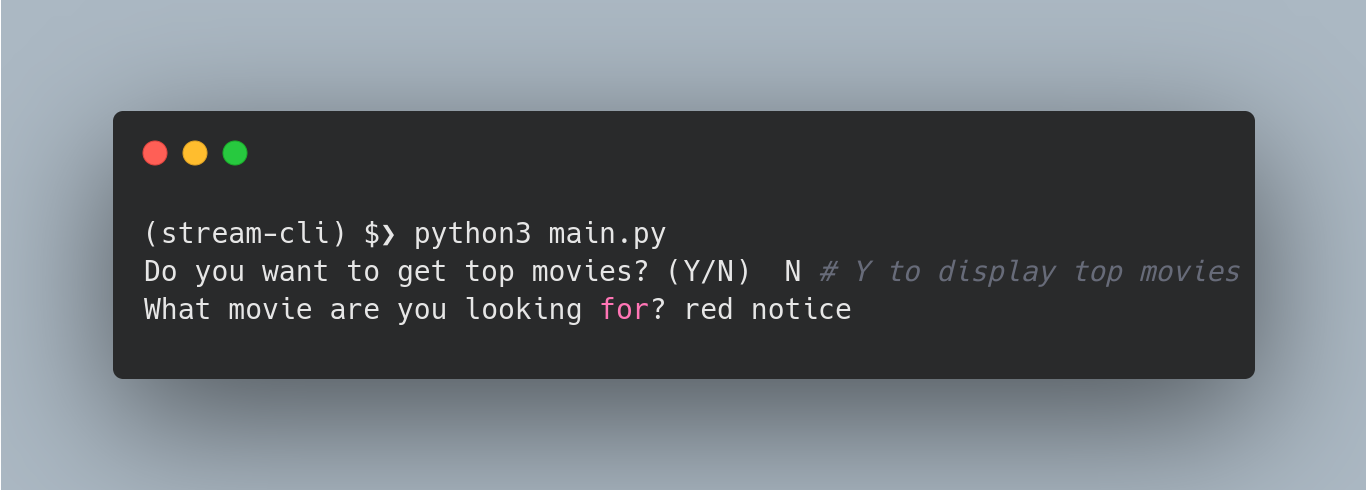 (stream-cli) $❯ python3 main.py
Do you want to get top movies? (Y/N)  N # Y to display top movies
What movie are you looking for? red notice